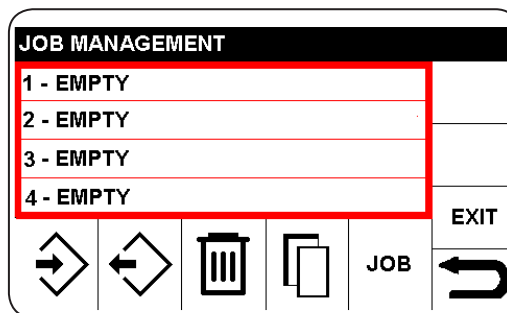 JOB MANAGEMENT
1 - EMPTY
2 - EMPTY
3 - EMPTY
4 - EMPTY
EXIT
JOB